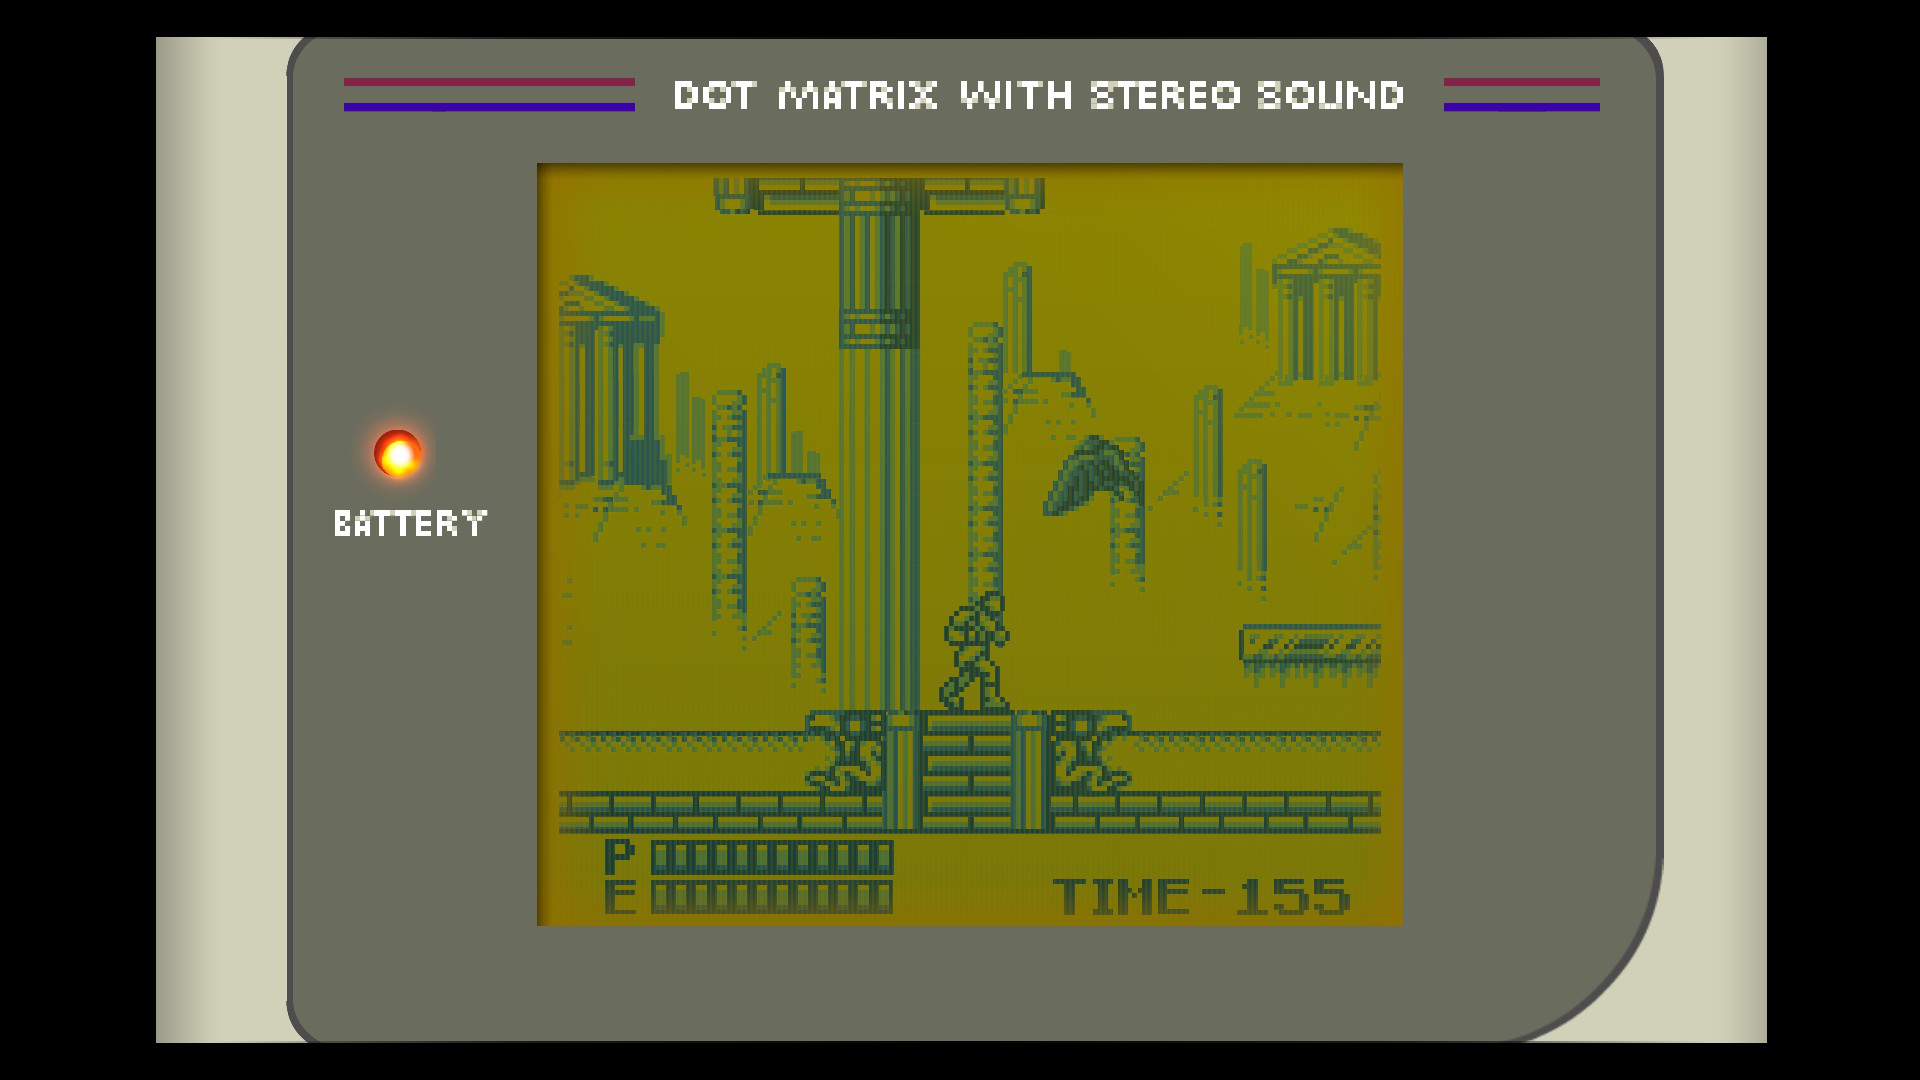 DOT MATRIX WITH STEREO SOUND
BATTERY
P
E
TIME-155